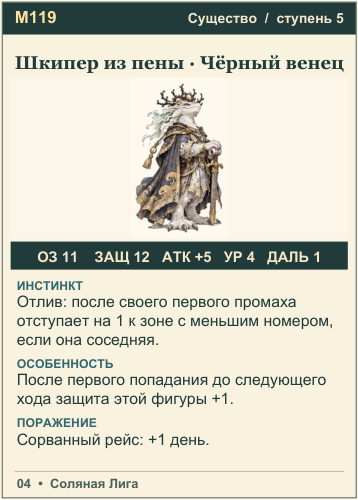 M119
Существо / ступень 5
Шкипер из пены · Чёрный венец
ОЗ 11 ЗАЩ 12 АТК +5 УР 4 ДАЛЬ 1
ИНСТИНКТ
Отлив: после своего первого промаха
отступает на 1 к зоне с меньшим номером,
если она соседняя.
ОСОБЕННОСТЬ
После первого попадания до следующего
хода защита этой фигуры +1.
ПОРАЖЕНИЕ
Сорванный рейс: +1 день.
04 • Соляная Лига